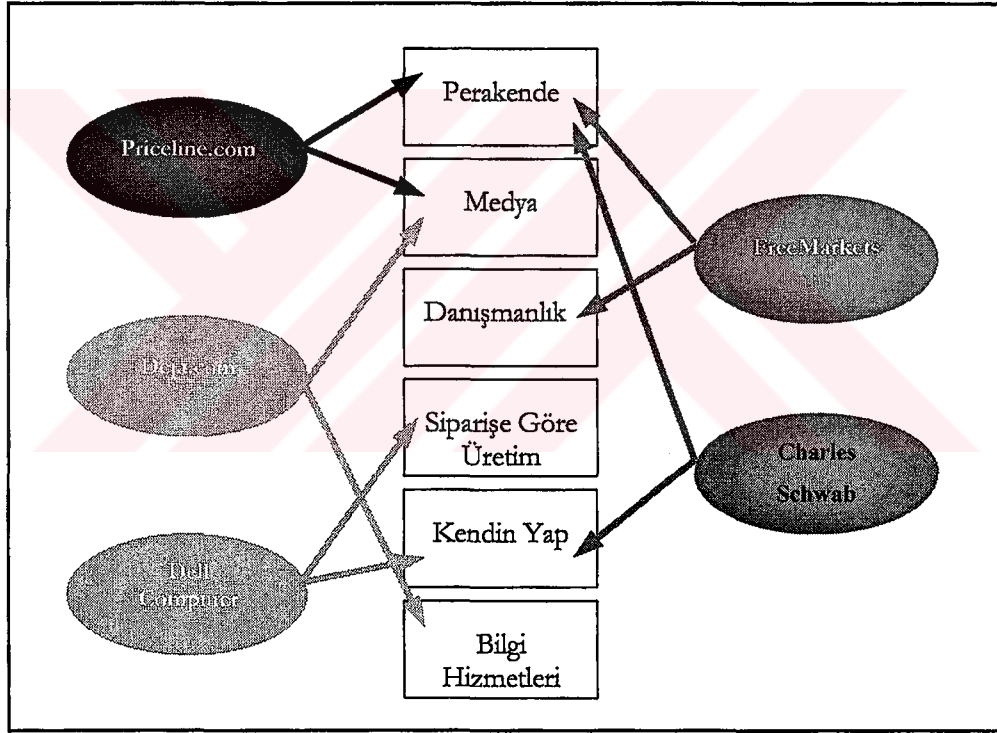 Perakende
Priceline.com
Medya
FreeMarkets
Danışmanlık
Siparişe Göre
Üretim
Charles
Schwab
Kendin Yap
Dell
Computer
Bilgi
Hizmetleri